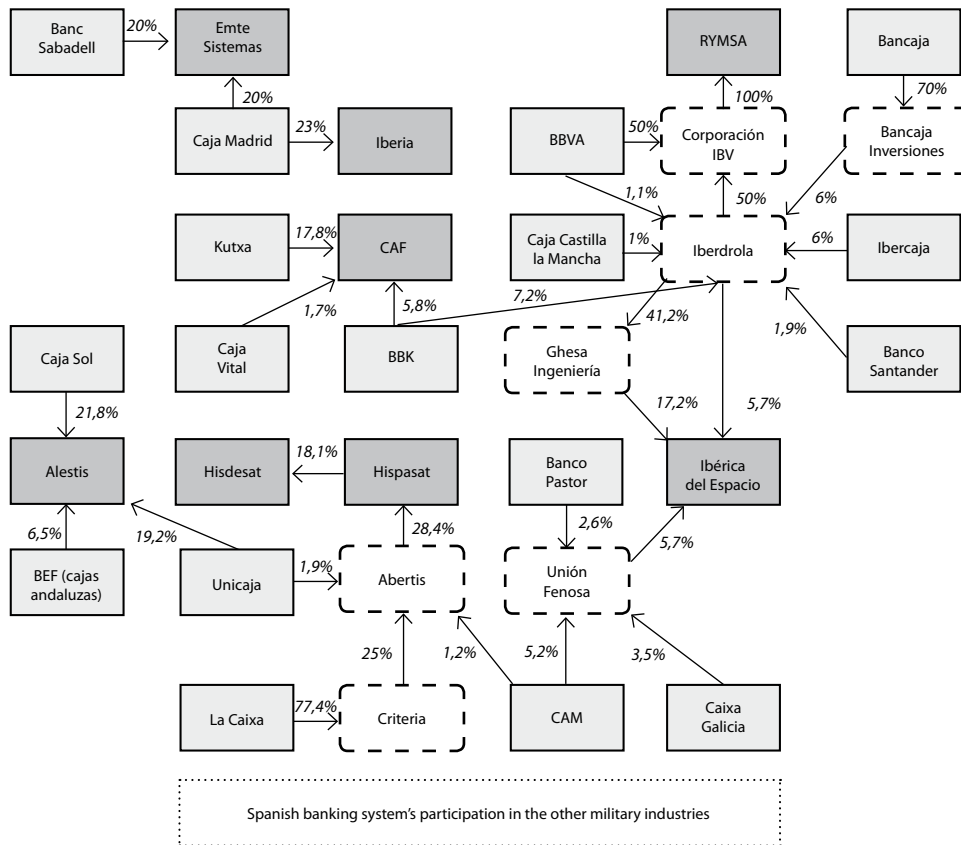 Banc
Sabadell
20%
Emte
Sistemas
RYMSA
Bancaja
20%
100%
70%
Caja Madrid
23%
Iberia
BBVA
50%
Corporación
IBV
Bancaja
Inversiones
1,1%
50%
6%
Kutxa
17,8%
CAF
Caja Castilla
la Mancha
1%
Iberdrola
6%
Ibercaja
1,7%
5,8%
7,2%
41,2%
1,9%
Caja Sol
Caja
Vital
BBK
Ghesa
Ingeniería
Banco
Santander
21,8%
17,2%
5,7%
Alestis
Hisdesat
18,1%
Hispasat
Banco
Pastor
Ibérica
del Espacio
6,5%
19,2%
28,4%
2,6%
5,7%
BEF (cajas
andaluzas)
Unicaja
1,9%
Abertis
Unión
Fenosa
25%
1,2%
5,2%
3,5%
La Caixa
77,4%
Criteria
CAM
Caixa
Galicia
Spanish banking system's participation in the other military industries